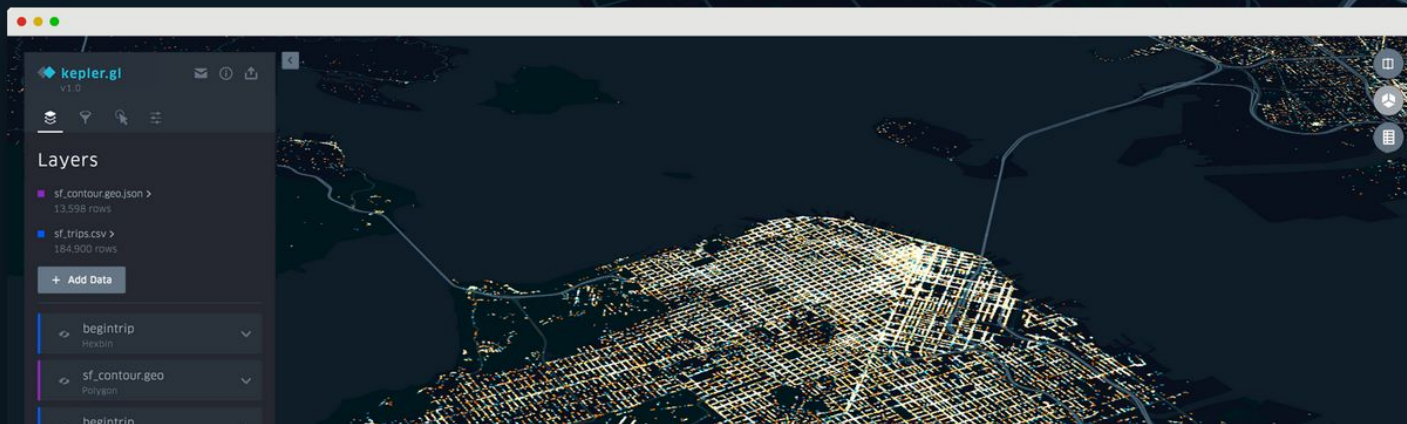 kepler.gl
v1.0
Layers
sf_contour.geo.json >
13,598 rows
sf_trips.csv >
184,900 rows
+ Add Data
begintrip
Hexbin
sf_contour.geo
Polygon
begintrip